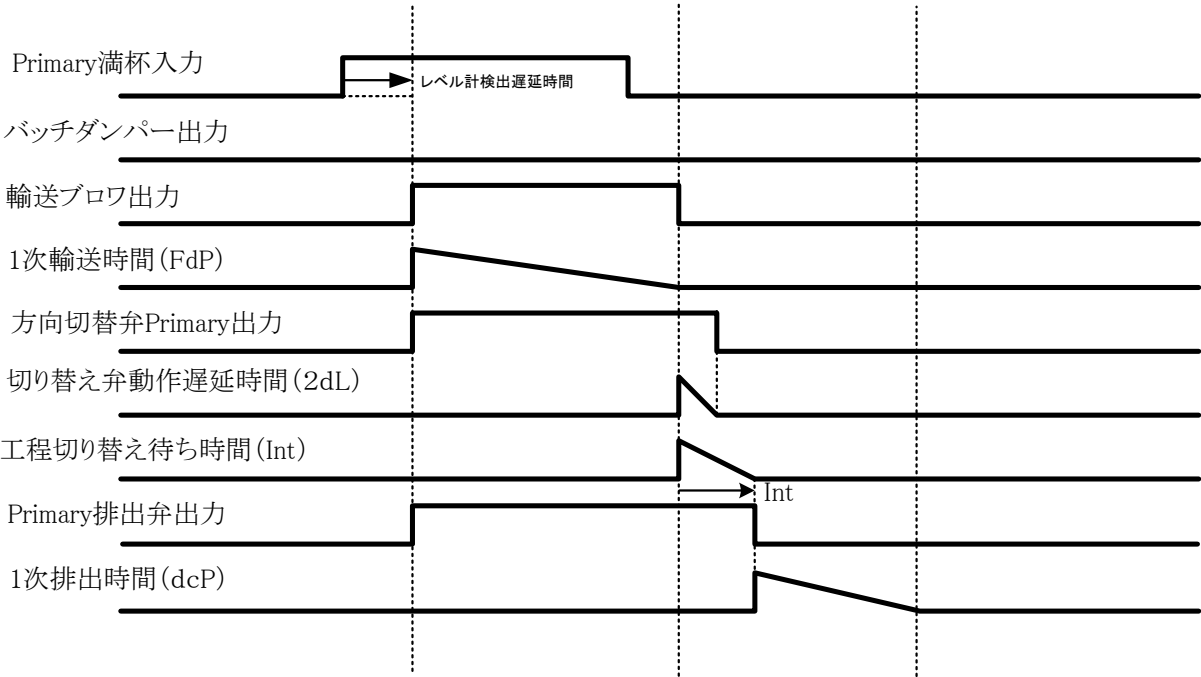 Primary満杯入力
レベル計検出遅延時間
バッチダンパー出力
輸送ブロワ出力
1次輸送時間(FdP)
方向切替弁Primary出力
切り替え弁動作遅延時間(2dL)
工程切り替え待ち時間(Int)
Int
Primary排出弁出力
1次排出時間(dcP)